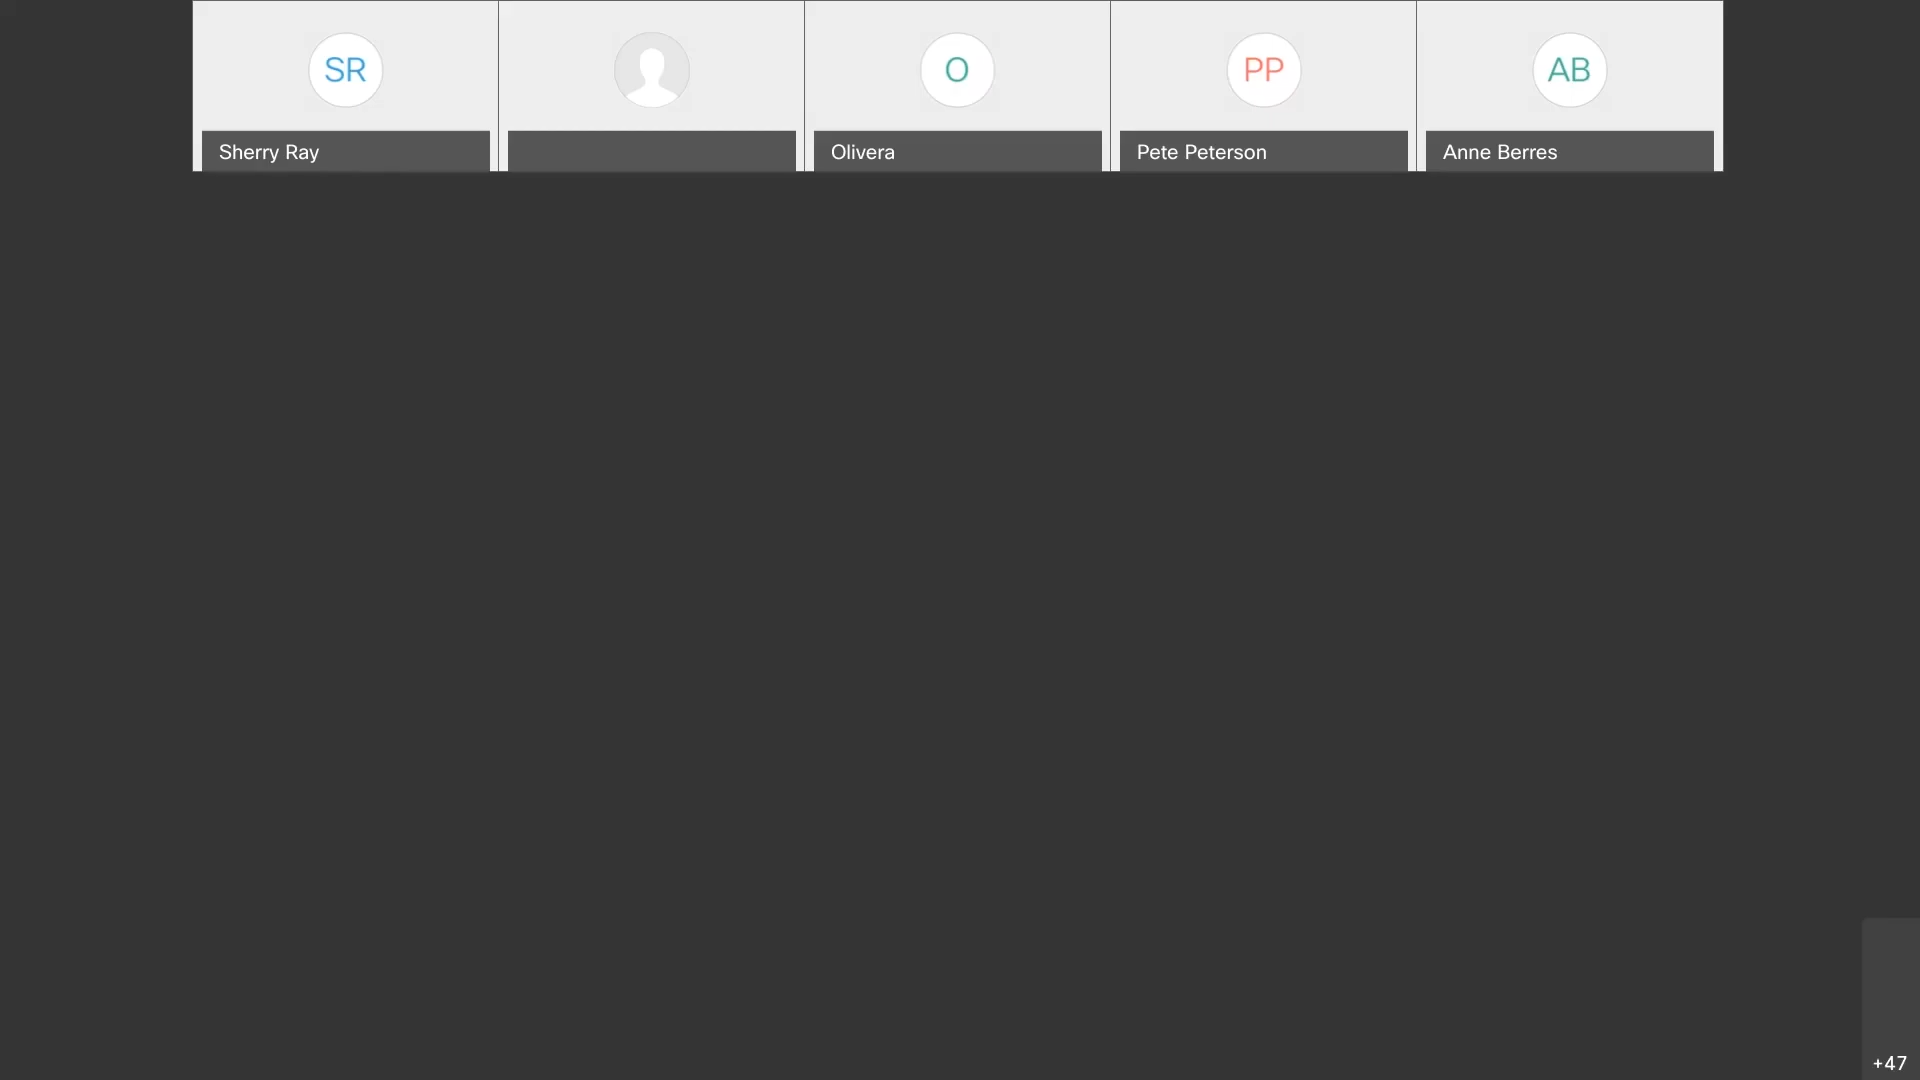 SR
O
PP
AB
Sherry Ray
Olivera
Pete Peterson
Anne Berres
+47